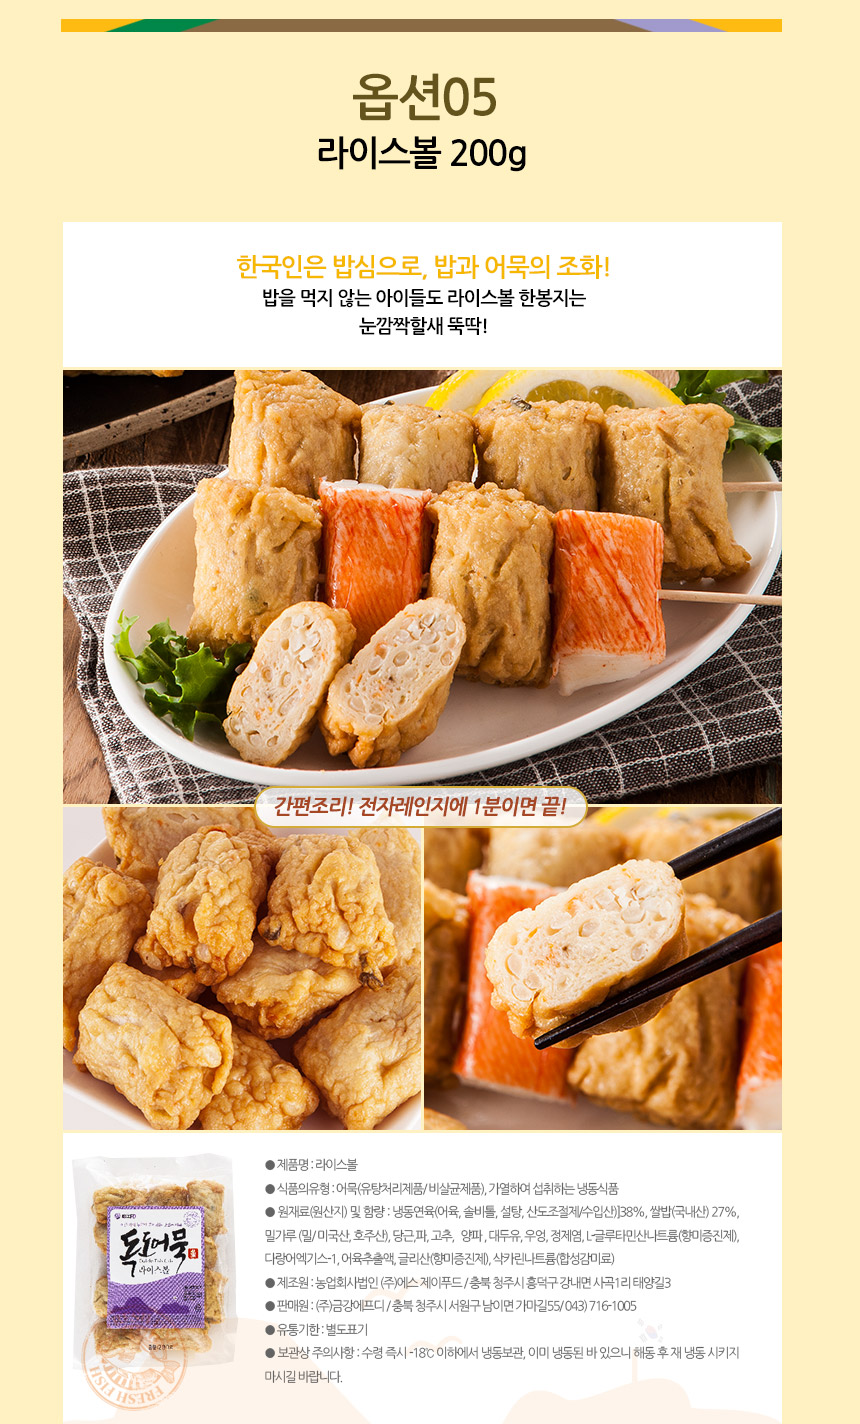 옵션05
라이스볼 200g
한국인은 밥심으로, 밥과 어묵의 조화!
밥을 먹지 않는 아이들도 라이스볼 한봉지는
눈깜짝할새 뚝딱!
간편조리! 전자레인지에 1분이면 끝!
● 제품명 : 라이스볼
● 식품의유형 : 어묵(유탕처리제품/ 비살균제품), 가열하여 섭취하는 냉동식품
● 원재료(원산지) 및 함량 : 냉동연육(어육, 솔비톨, 설탕, 산도조절제/수입산)]38%, 쌀밥(국내산) 27%,
밀가루 (밀/ 미국산, 호주산), 당근,파, 고추, 양파, 대두유, 우엉, 정제염, L-글루타민산나트륨(향미증진제),
다랑어엑기스-1, 어육추출액, 글리신(향미증진제), 삭카린나트륨(합성감미료)
● 제조원 : 농업회사법인 (주)에스 제이푸드 / 충북 청주시 흥덕구 강내면 사곡1리 태양길3
● 판매원 : (주)금강에프디 / 충북 청주시 서원구 남이면 가마길55/ 043) 716-1005
● 유통기한 : 별도표기
● 보관상 주의사항 : 수령 즉시 -18℃ 이하에서 냉동보관, 이미 냉동된 바 있으니 해동 후 재 냉동 시키지
마시길 바랍니다.
독도어묵
라이스볼
FRESH FISH